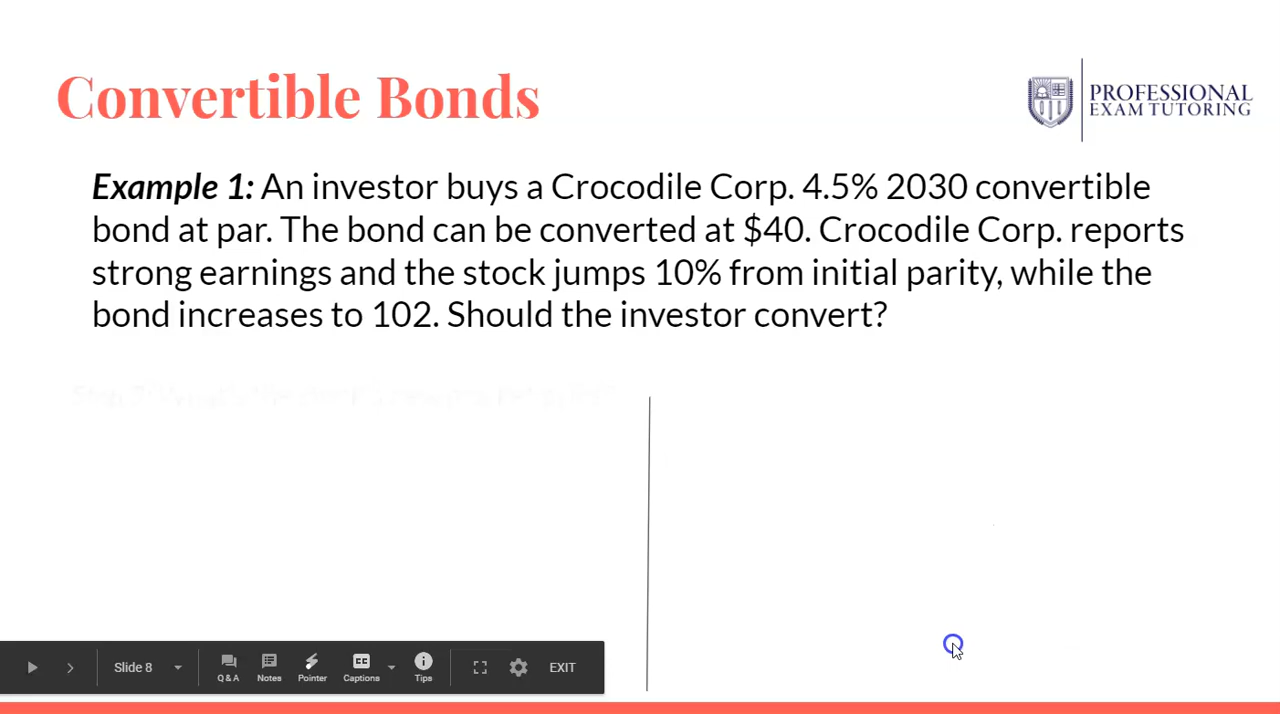 Convertible Bonds
PROFESSIONAL
EXAM TUTORING
Example 1: An investor buys a Crocodile Corp. 4.5% 2030 convertible
bond at par. The bond can be converted at $40. Crocodile Corp. reports
strong earnings and the stock jumps 10% from initial parity, while the
bond increases to 102. Should the investor convert?
Slide 8
Q & A
Notes
Pointer
CC
Captions
Tips
EXIT